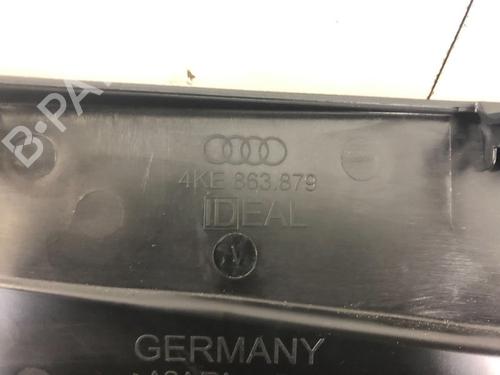 B-PA
4KE 863.879
IDEAL
V
GERMANY